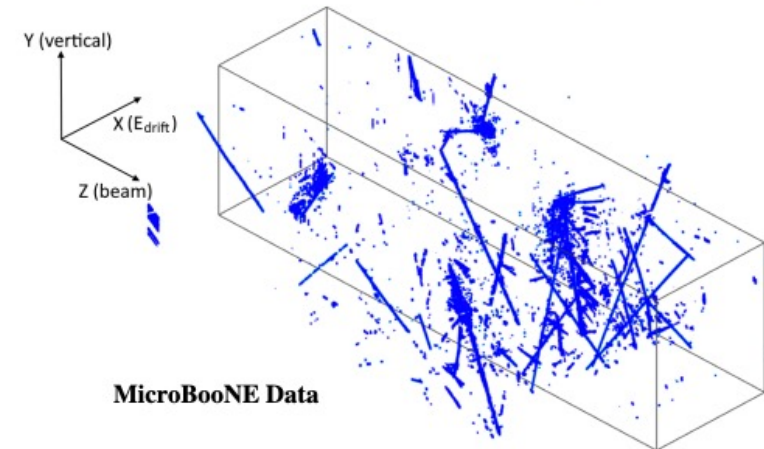 Y (vertical)
X (Edrift)
Z (beam)
MicroBooNE Data